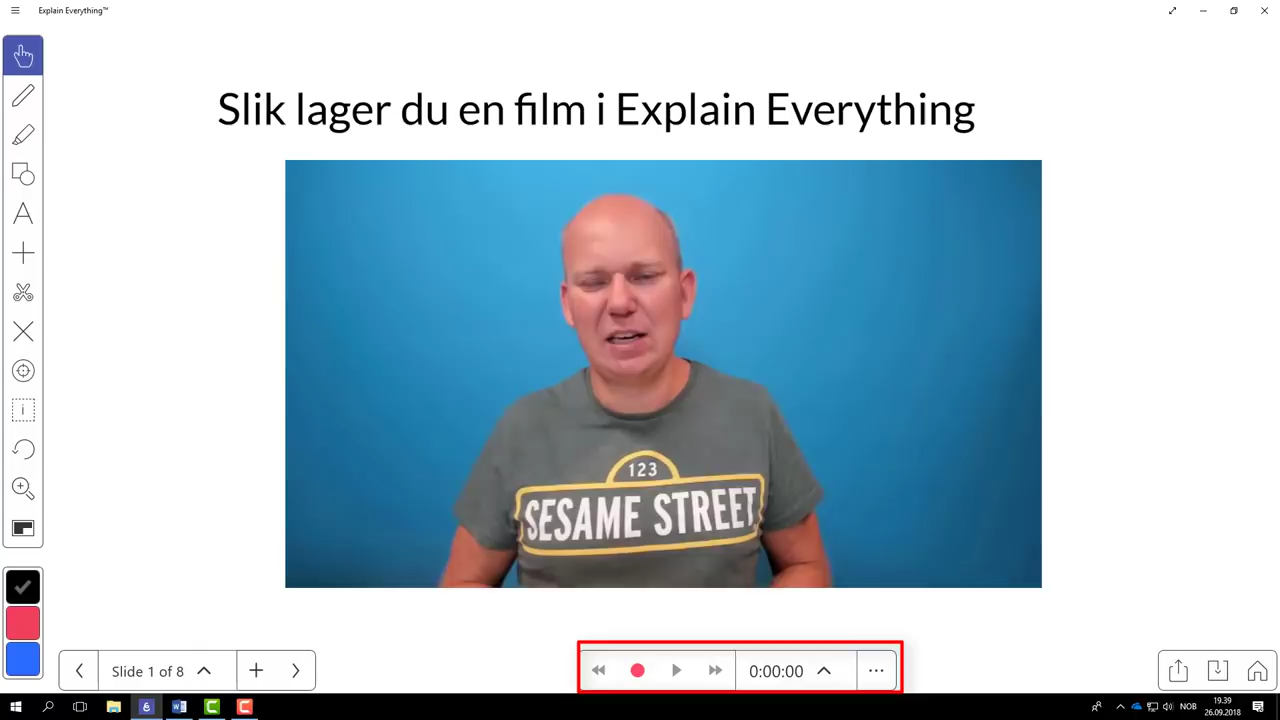 Explain Everything™
Slik lager du en film i Explain Everything
A
i
123
SESAME STREET
Slide 1 of 8
0:00:00
NOB
19.39
26.09.2018